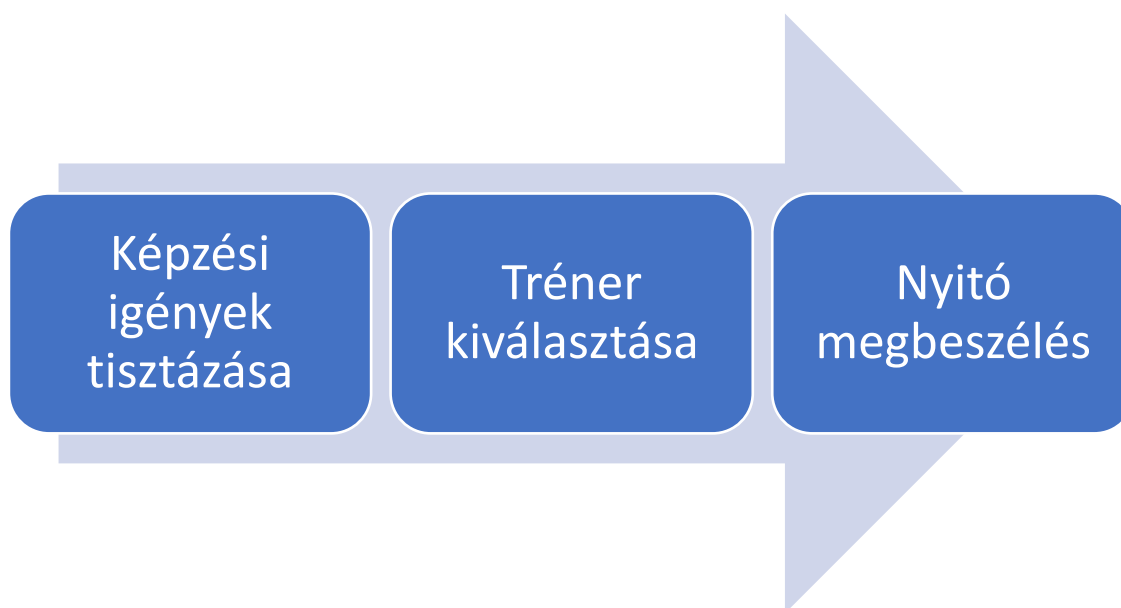 Képzési
igények
tisztázása
Tréner
kiválasztása
Nyitó
megbeszélés